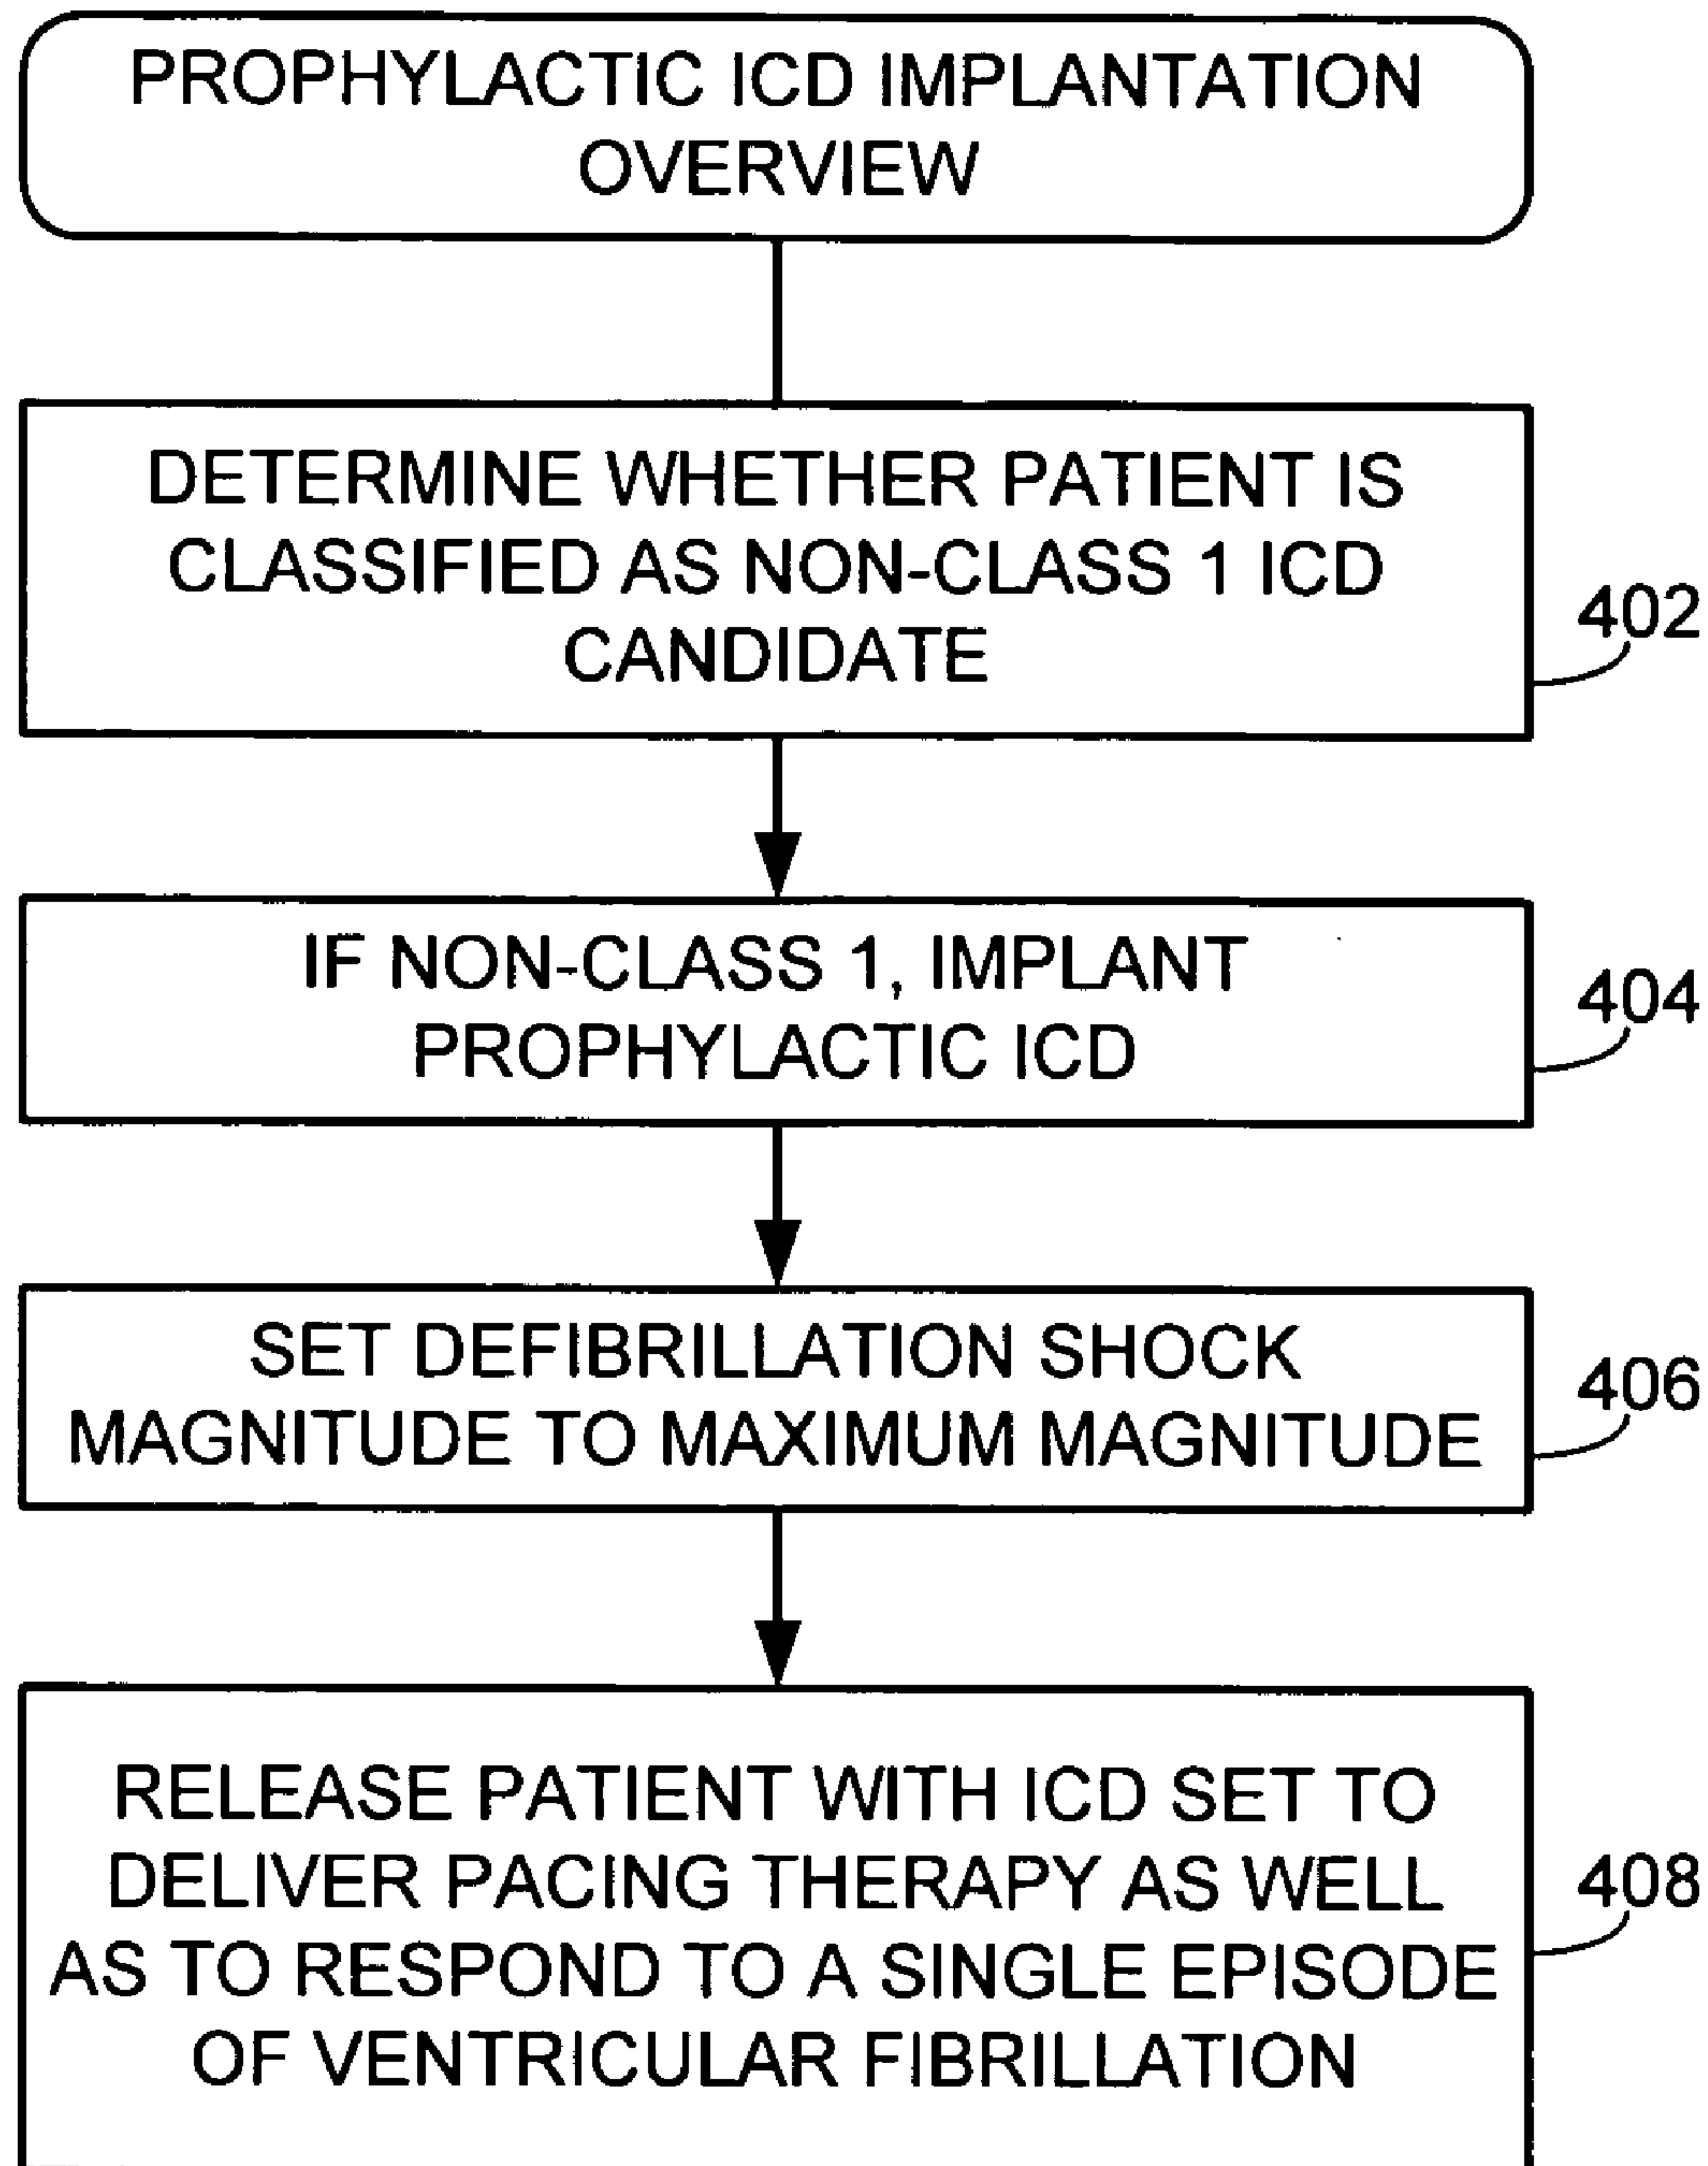 PROPHYLACTIC ICD IMPLANTATION
OVERVIEW
DETERMINE WHETHER PATIENT IS
CLASSIFIED AS NON-CLASS 1 ICD
CANDIDATE
402
IF NON-CLASS 1, IMPLANT
PROPHYLACTIC ICD
404
SET DEFIBRILLATION SHOCK
MAGNITUDE TO MAXIMUM MAGNITUDE
406
RELEASE PATIENT WITH ICD SET TO
DELIVER PACING THERAPY AS WELL
AS TO RESPOND TO A SINGLE EPISODE
OF VENTRICULAR FIBRILLATION
408